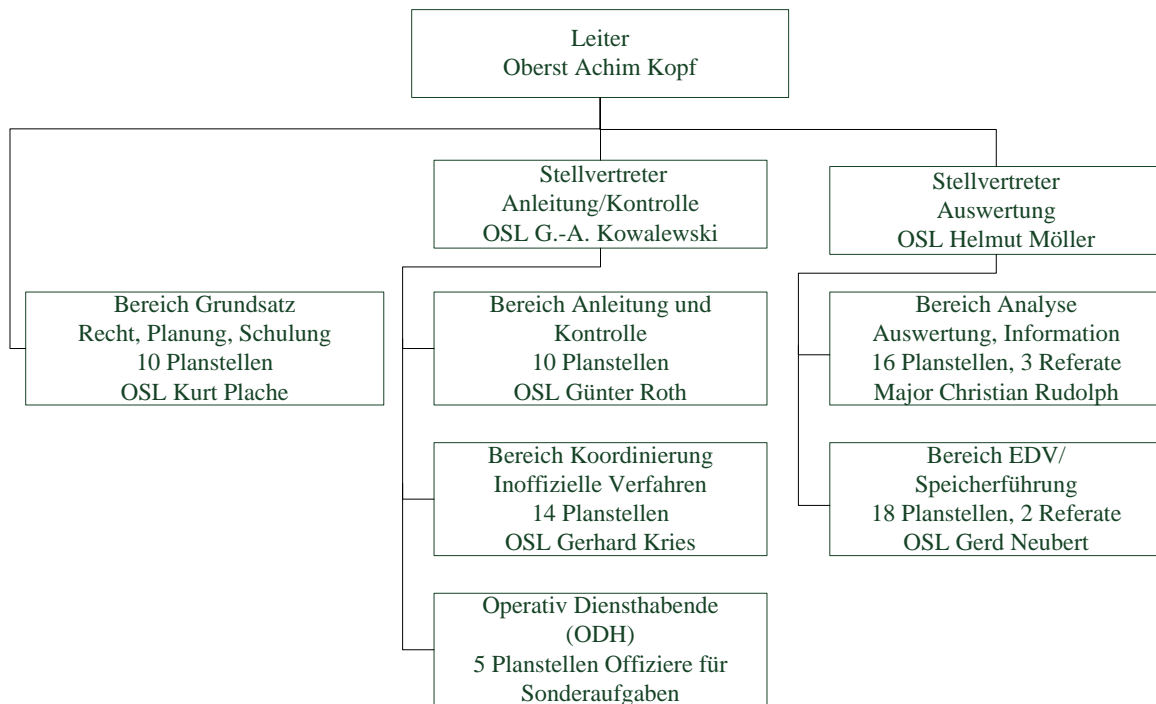 Leiter
Oberst Achim Kopf
Stellvertreter
Anleitung/Kontrolle
OSL G.-A. Kowalewski
Stellvertreter
Auswertung
OSL Helmut Möller
Bereich Grundsatz
Recht, Planung, Schulung
10 Planstellen
OSL Kurt Plache
Bereich Anleitung und
Kontrolle
10 Planstellen
OSL Günter Roth
Bereich Analyse
Auswertung, Information
16 Planstellen, 3 Referate
Major Christian Rudolph
Bereich Koordinierung
Inoffizielle Verfahren
14 Planstellen
OSL Gerhard Kries
Bereich EDV/
Speicherführung
18 Planstellen, 2 Referate
OSL Gerd Neubert
Operativ Diensthabende
(ODH)
5 Planstellen Offiziere für
Sonderaufgaben